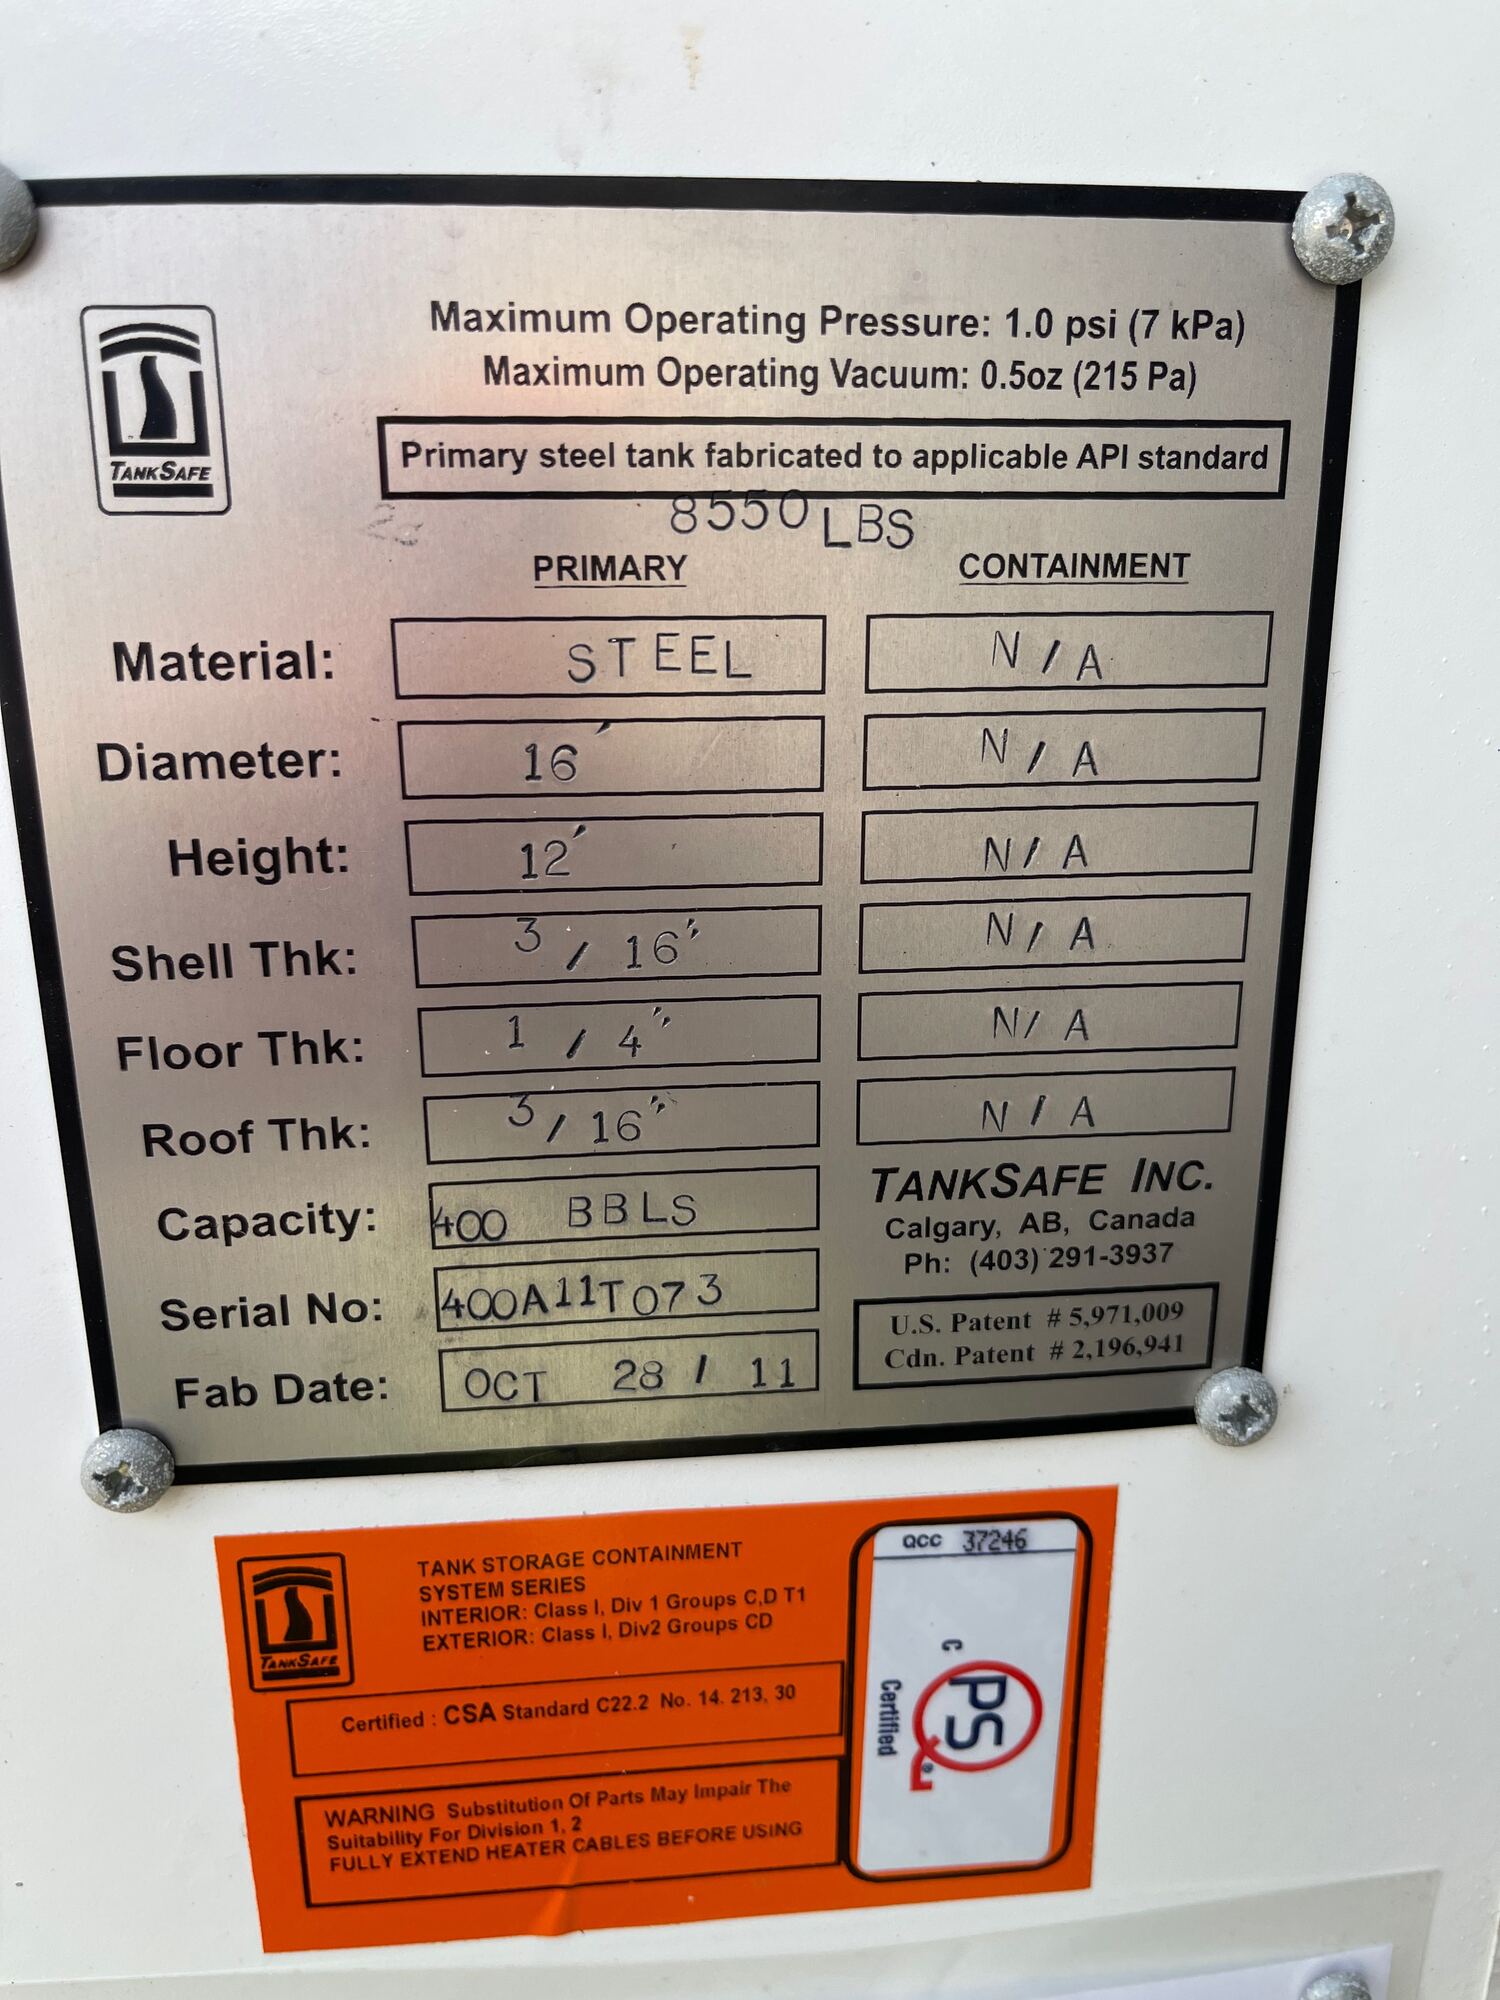 Maximum Operating Pressure: 1.0 psi (7 kPa)
Maximum Operating Vacuum: 0.5oz (215 Pa)
TANKSAFE
Primary steel tank fabricated to applicable API standard
8550 LBS
PRIMARY CONTAINMENT
Material: STEEL N/A
Diameter: 16' N/A
Height: 12' N/A
Shell Thk: 3/16" N/A
Floor Thk: 1/4" N/A
Roof Thk: 3/16" N/A
Capacity: 400 BBLS
Serial No: 400A11T073
Fab Date: OCT 28/11
TANKSAFE INC.
Calgary, AB, Canada
Ph: (403) 291-3937
U.S. Patent # 5,971,009
Cdn. Patent # 2,196,941
TANKSAFE
TANK STORAGE CONTAINMENT
SYSTEM SERIES
INTERIOR: Class I, Div 1 Groups C,D T1
EXTERIOR: Class I, Div2 Groups CD
Certified : CSA Standard C22.2 No. 14. 213, 30
WARNING Substitution Of Parts May Impair The
Suitability For Division 1, 2
FULLY EXTEND HEATER CABLES BEFORE USING
QCC 37246
C
QPS
®
Certified